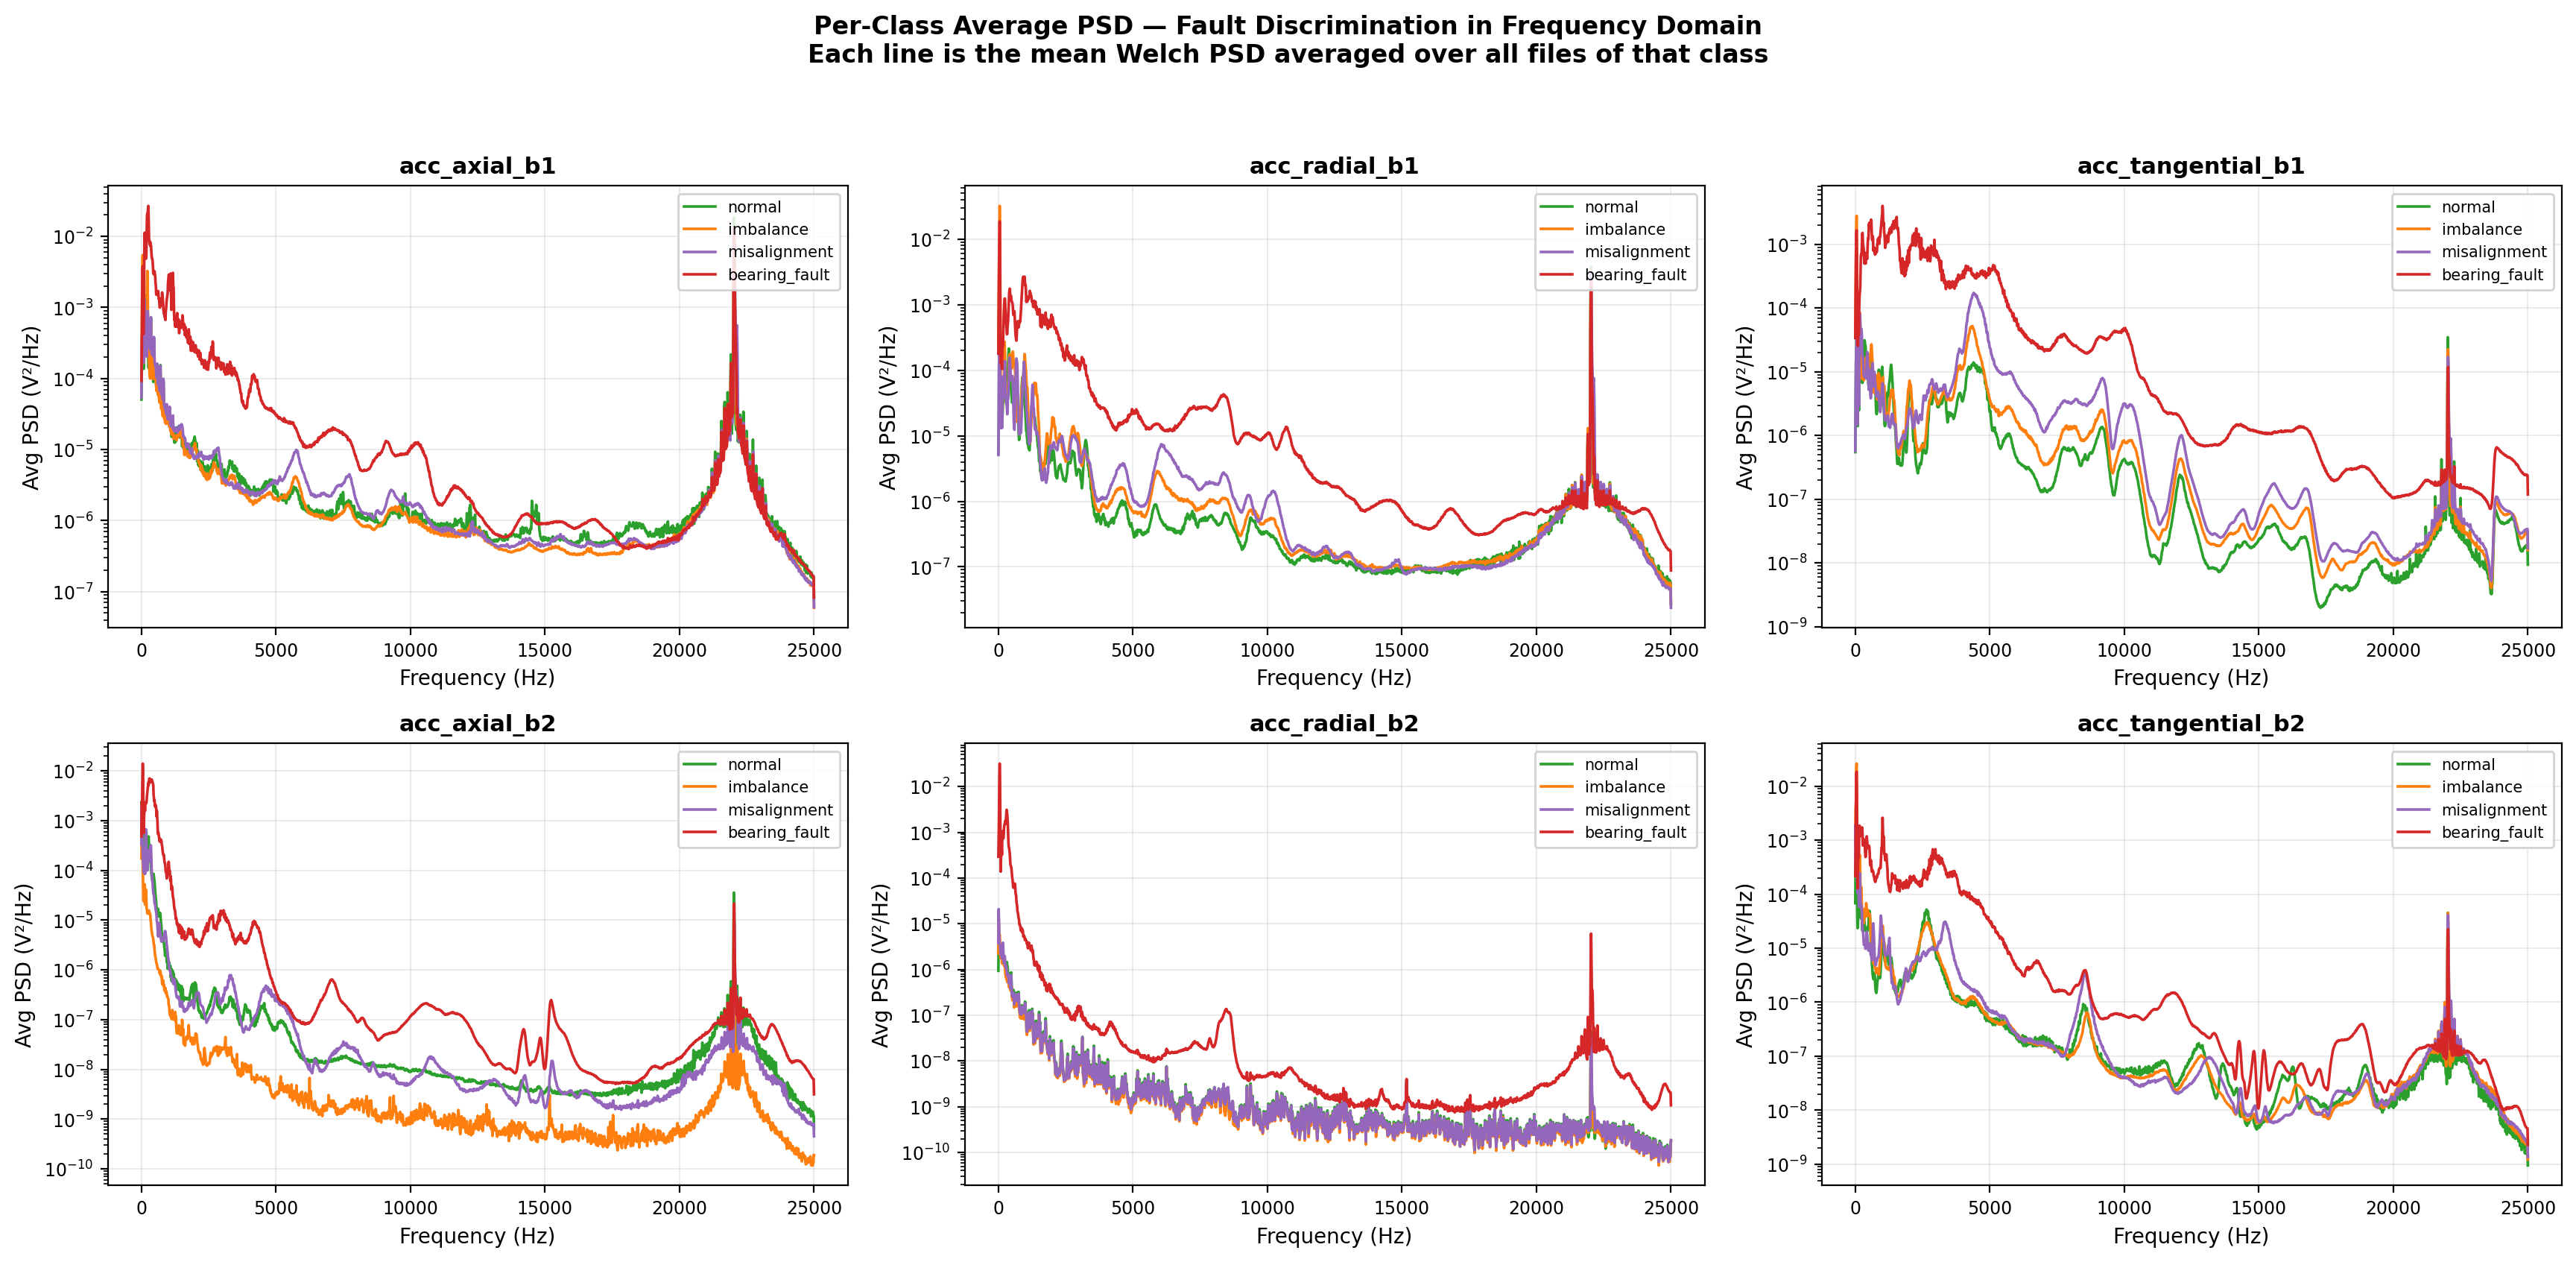 Per-Class Average PSD — Fault Discrimination in Frequency Domain
Each line is the mean Welch PSD averaged over all files of that class
acc_axial_b1
Avg PSD (V²/Hz)
10⁻²
10⁻³
10⁻⁴
10⁻⁵
10⁻⁶
10⁻⁷
normal
imbalance
misalignment
bearing_fault
0 5000 10000 15000 20000 25000
Frequency (Hz)
acc_radial_b1
Avg PSD (V²/Hz)
10⁻²
10⁻³
10⁻⁴
10⁻⁵
10⁻⁶
10⁻⁷
normal
imbalance
misalignment
bearing_fault
0 5000 10000 15000 20000 25000
Frequency (Hz)
acc_tangential_b1
Avg PSD (V²/Hz)
10⁻³
10⁻⁴
10⁻⁵
10⁻⁶
10⁻⁷
10⁻⁸
10⁻⁹
normal
imbalance
misalignment
bearing_fault
0 5000 10000 15000 20000 25000
Frequency (Hz)
acc_axial_b2
Avg PSD (V²/Hz)
10⁻²
10⁻³
10⁻⁴
10⁻⁵
10⁻⁶
10⁻⁷
10⁻⁸
10⁻⁹
10⁻¹⁰
normal
imbalance
misalignment
bearing_fault
0 5000 10000 15000 20000 25000
Frequency (Hz)
acc_radial_b2
Avg PSD (V²/Hz)
10⁻²
10⁻³
10⁻⁴
10⁻⁵
10⁻⁶
10⁻⁷
10⁻⁸
10⁻⁹
10⁻¹⁰
normal
imbalance
misalignment
bearing_fault
0 5000 10000 15000 20000 25000
Frequency (Hz)
acc_tangential_b2
Avg PSD (V²/Hz)
10⁻²
10⁻³
10⁻⁴
10⁻⁵
10⁻⁶
10⁻⁷
10⁻⁸
10⁻⁹
normal
imbalance
misalignment
bearing_fault
0 5000 10000 15000 20000 25000
Frequency (Hz)